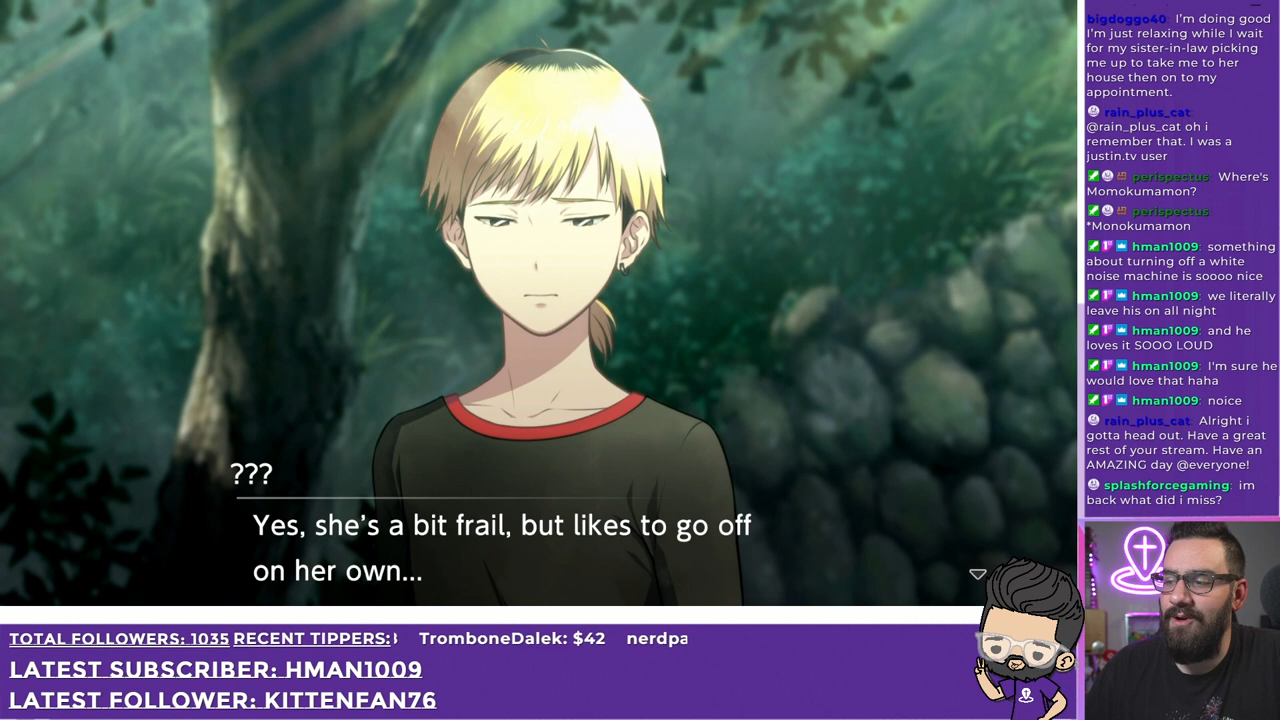 ???
Yes, she's a bit frail, but likes to go off
on her own...
bigdoggo40: I'm doing good
I'm just relaxing while I wait
for my sister-in-law picking
me up to take me to her
house then on to my
appointment.
rain_plus_cat:
@rain_plus_cat oh i
remember that. I was a
justin.tv user
perispectus: Where's
Momokumamon?
perispectus:
*Monokumamon
hman1009: something
about turning off a white
noise machine is soooo nice
hman1009: we literally
leave his on all night
hman1009: and he
loves it SOOO LOUD
hman1009: I'm sure he
would love that haha
hman1009: noice
rain_plus_cat: Alright i
gotta head out. Have a great
rest of your stream. Have an
AMAZING day @everyone!
splashforcegaming: im
back what did i miss?
TOTAL FOLLOWERS: 1035 RECENT TIPPERS: TromboneDalek: $42 nerdpa
LATEST SUBSCRIBER: HMAN1009
LATEST FOLLOWER: KITTENFAN76